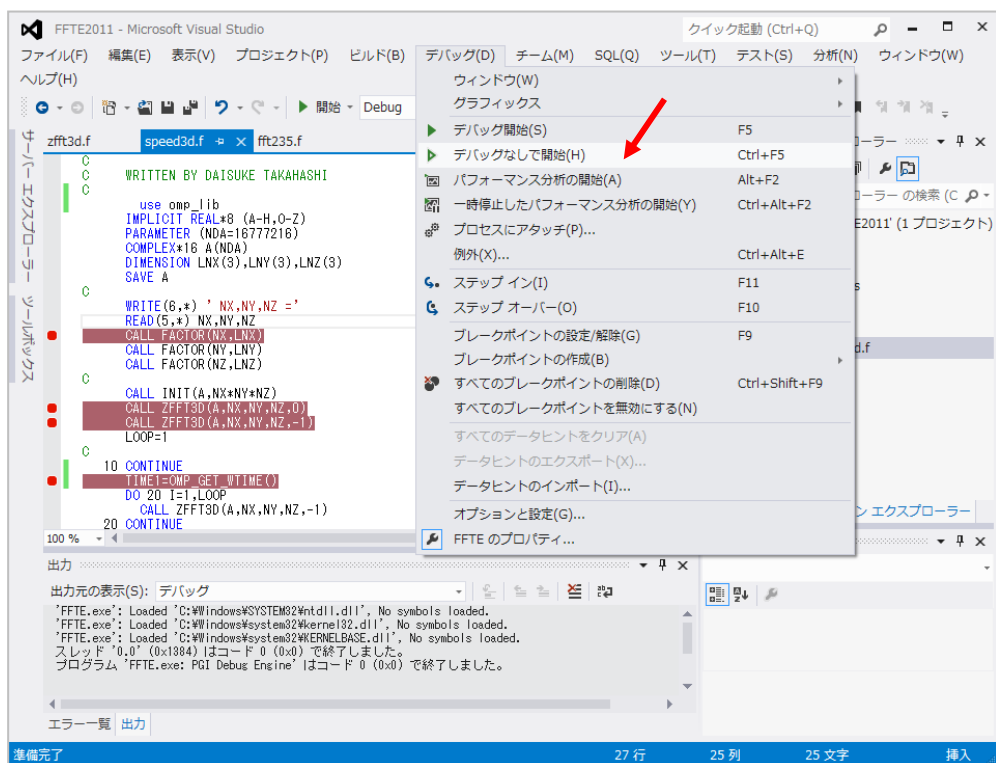 FFTE2011 - Microsoft Visual Studio
クイック起動 (Ctrl+Q)
ファイル(F) 編集(E) 表示(V) プロジェクト(P) ビルド(B) デバッグ(D) チーム(M) SQL(Q) ツール(T) テスト(S) 分析(N) ウィンドウ(W)
ヘルプ(H)
開始 Debug
サーバー エクスプローラー
ツールボックス
zfft3d.f speed3d.f fft235.f
C
C WRITTEN BY DAISUKE TAKAHASHI
C
use omp_lib
IMPLICIT REAL*8 (A-H,O-Z)
PARAMETER (NDA=16777216)
COMPLEX*16 A(NDA)
DIMENSION LNX(3),LNY(3),LNZ(3)
SAVE A
C
WRITE(6,*) ' NX,NY,NZ ='
READ(5,*) NX,NY,NZ
CALL FACTOR(NX,LNX)
CALL FACTOR(NY,LNY)
CALL FACTOR(NZ,LNZ)
C
CALL INIT(A,NX*NY*NZ)
CALL ZFFT3D(A,NX,NY,NZ,0)
CALL ZFFT3D(A,NX,NY,NZ,-1)
LOOP=1
C
10 CONTINUE
TIME1=OMP_GET_WTIME()
DO 20 I=1,LOOP
CALL ZFFT3D(A,NX,NY,NZ,-1)
20 CONTINUE
100 %
ウィンドウ(W)
グラフィックス
デバッグ開始(S) F5
デバッグなしで開始(H) Ctrl+F5
パフォーマンス分析の開始(A) Alt+F2
一時停止したパフォーマンス分析の開始(Y) Ctrl+Alt+F2
プロセスにアタッチ(P)...
例外(X)... Ctrl+Alt+E
ステップ イン(I) F11
ステップ オーバー(O) F10
ブレークポイントの設定/解除(G) F9
ブレークポイントの作成(B)
すべてのブレークポイントの削除(D) Ctrl+Shift+F9
すべてのブレークポイントを無効にする(N)
すべてのデータヒントをクリア(A)
データヒントのエクスポート(X)...
データヒントのインポート(I)...
オプションと設定(G)...
FFTE のプロパティ...
ローラー
ローラー の検索 (C
E2011' (1 プロジェクト)
s
d.f
ン エクスプローラー
出力
出力元の表示(S): デバッグ
'FFTE.exe': Loaded 'C:¥Windows¥SYSTEM32¥ntdll.dll', No symbols loaded.
'FFTE.exe': Loaded 'C:¥Windows¥system32¥kernel32.dll', No symbols loaded.
'FFTE.exe': Loaded 'C:¥Windows¥system32¥KERNELBASE.dll', No symbols loaded.
スレッド '0.0' (0x1384) はコード 0 (0x0) で終了しました。
プログラム 'FFTE.exe: PGI Debug Engine' はコード 0 (0x0) で終了しました。
エラー一覧 出力
準備完了 27 行 25 列 25 文字 挿入